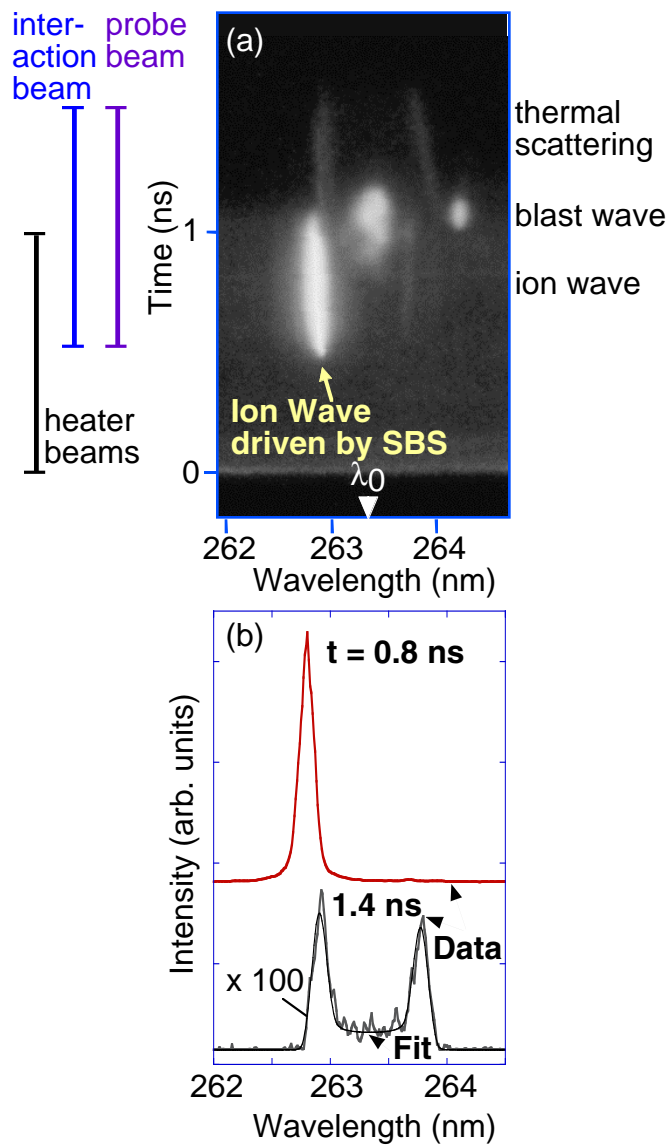 inter-
action
beam
probe
beam
(a)
thermal
scattering
blast wave
ion wave
Time (ns)
1
0
heater
beams
Ion Wave
driven by SBS
λ0
262
263
264
Wavelength (nm)
(b)
t = 0.8 ns
1.4 ns
Data
x 100
Fit
Intensity (arb. units)
262
263
264
Wavelength (nm)